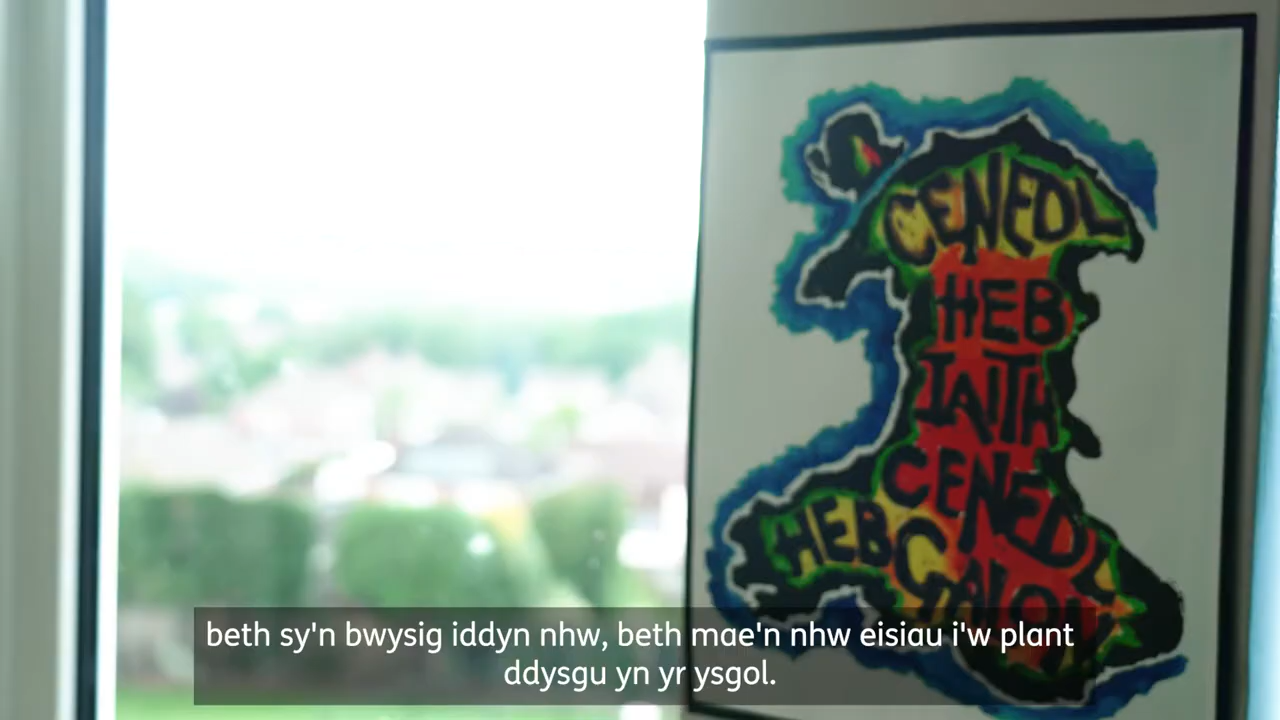 CENEDL
HEB
IAITH
CENEDL
HEB GALON
beth sy'n bwysig iddyn nhw, beth mae'n nhw eisiau i'w plant
ddysgu yn yr ysgol.